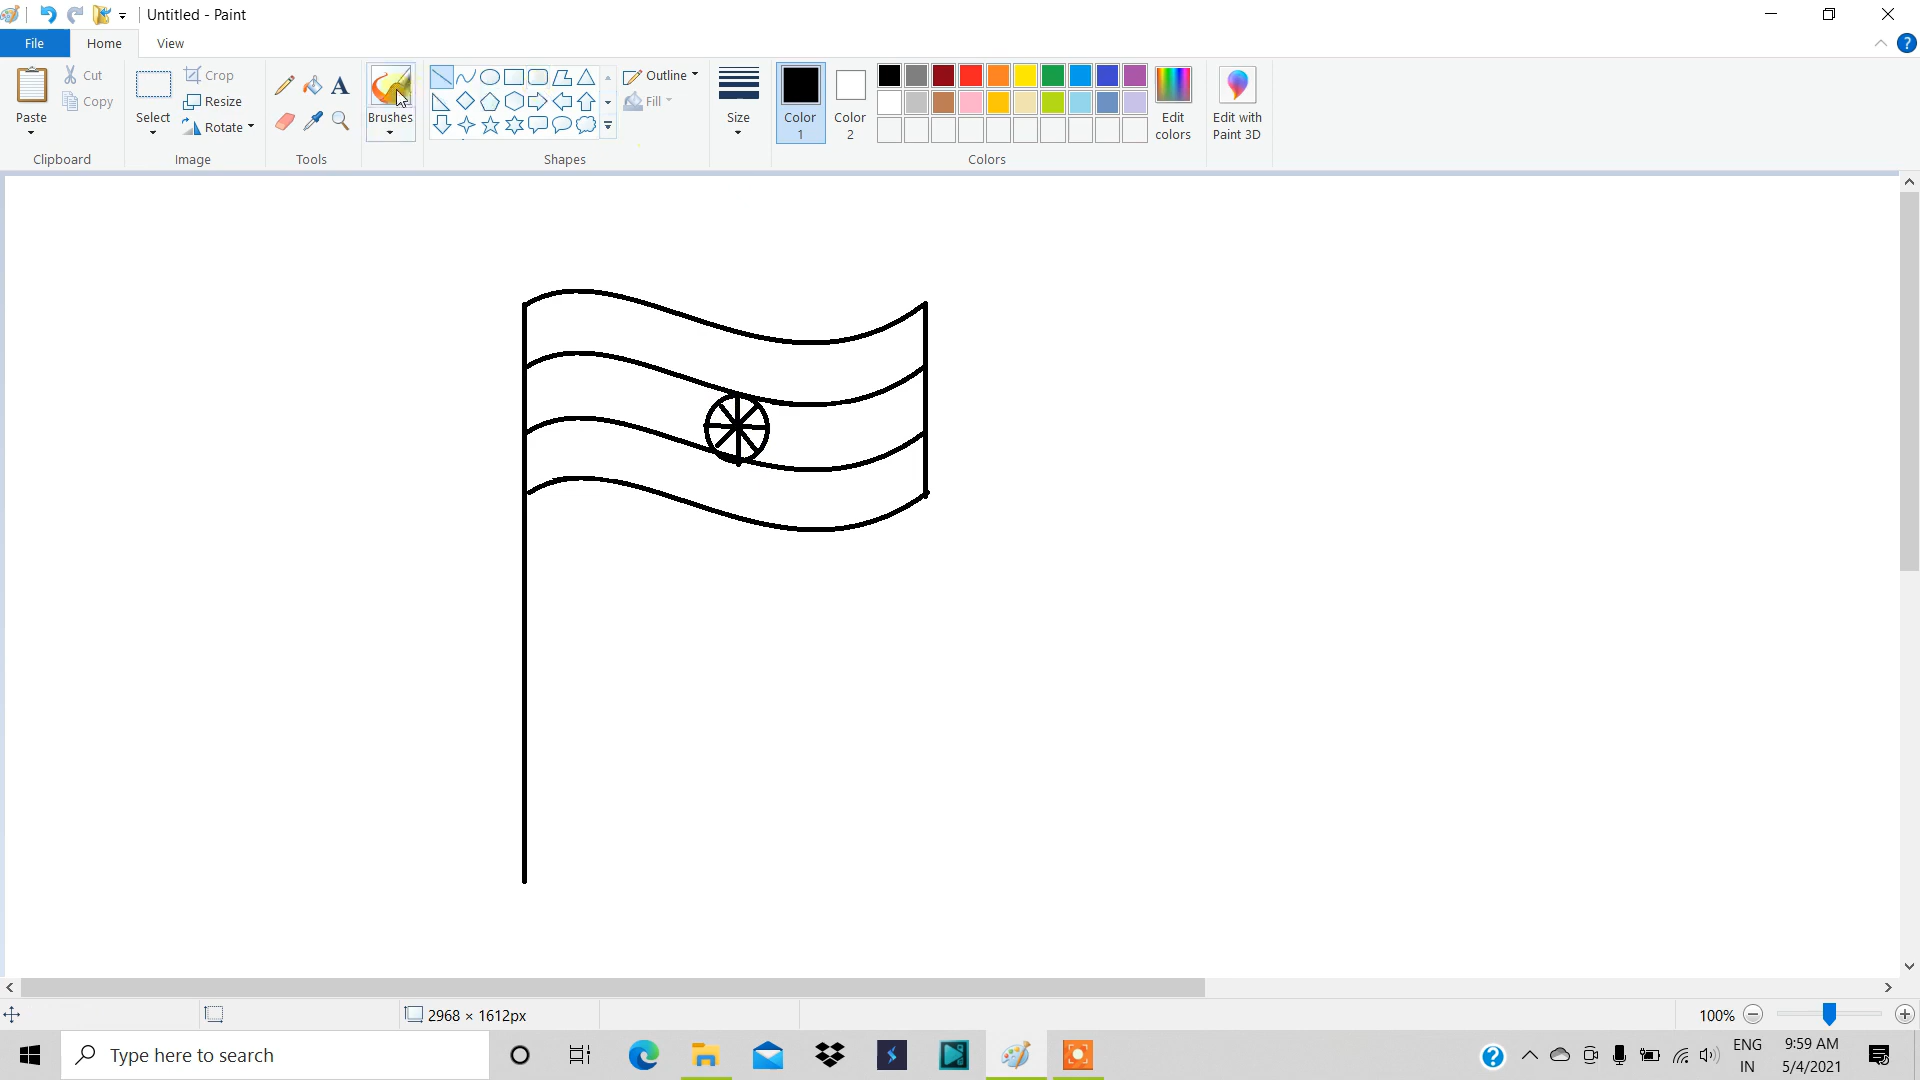 Untitled - Paint
File Home View
Paste
Cut
Copy
Clipboard
Select
Crop
Resize
Rotate
Image
A
Tools
Brushes
Shapes
Outline
Fill
Size
Color 1
Color 2
Colors
Edit colors
Edit with Paint 3D
?
2968 × 1612px
100%
Type here to search
?
ENG
IN
9:59 AM
5/4/2021